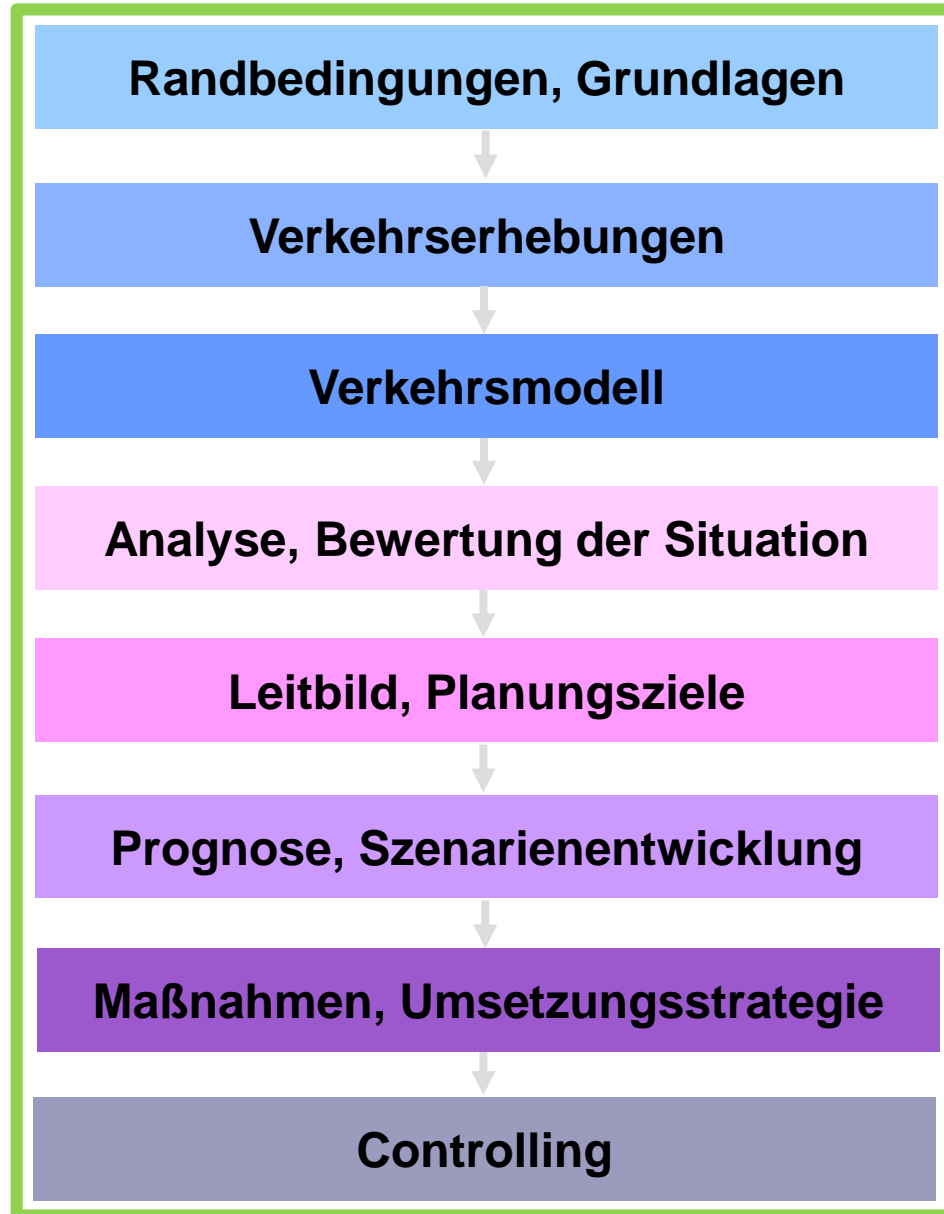 Randbedingungen, Grundlagen
Verkehrserhebungen
Verkehrsmodell
Analyse, Bewertung der Situation
Leitbild, Planungsziele
Prognose, Szenarienentwicklung
Maßnahmen, Umsetzungsstrategie
Controlling